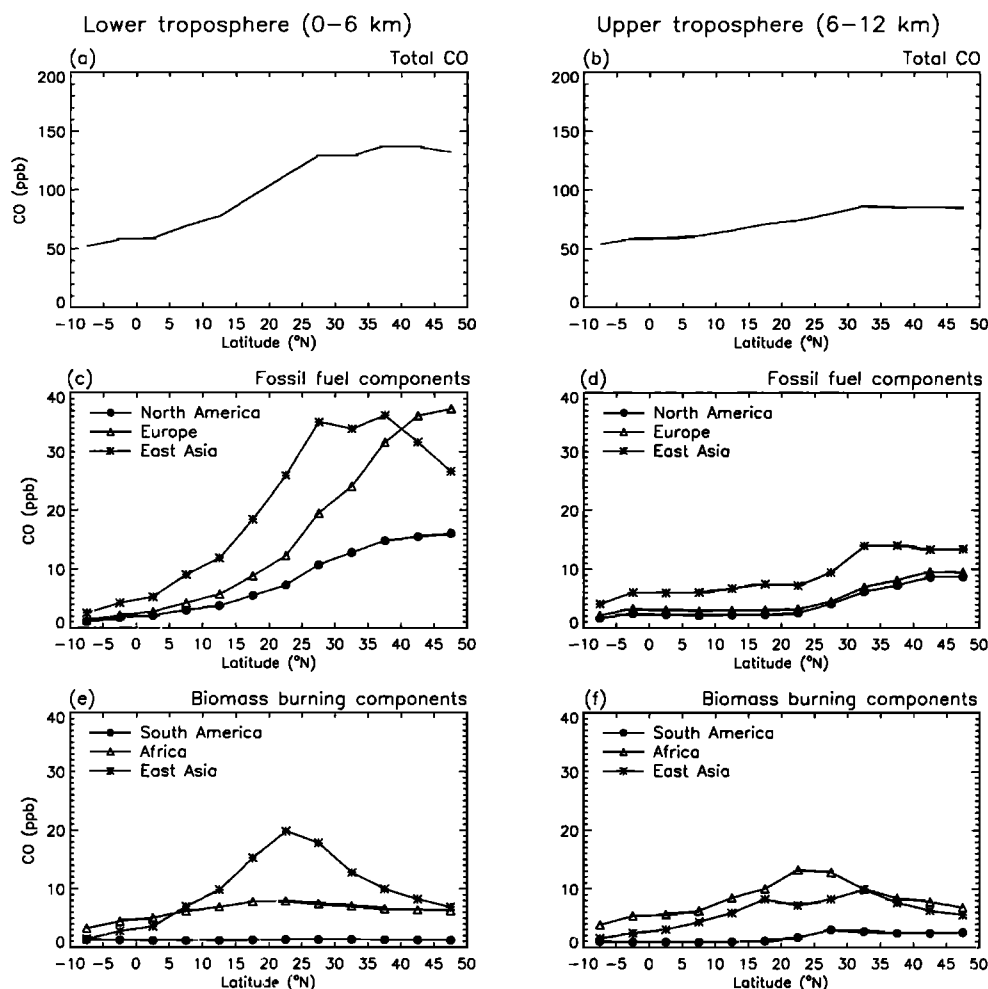 Lower troposphere (0–6 km)
Upper troposphere (6–12 km)
(a) Total CO
200
150
100
50
0
CO (ppb)
-10 -5 0 5 10 15 20 25 30 35 40 45 50
Latitude (°N)
(b) Total CO
200
150
100
50
0
-10 -5 0 5 10 15 20 25 30 35 40 45 50
Latitude (°N)
(c) Fossil fuel components
40
30
20
10
0
CO (ppb)
North America
Europe
East Asia
-10 -5 0 5 10 15 20 25 30 35 40 45 50
Latitude (°N)
(d) Fossil fuel components
40
30
20
10
0
North America
Europe
East Asia
-10 -5 0 5 10 15 20 25 30 35 40 45 50
Latitude (°N)
(e) Biomass burning components
40
30
20
10
0
CO (ppb)
South America
Africa
East Asia
-10 -5 0 5 10 15 20 25 30 35 40 45 50
Latitude (°N)
(f) Biomass burning components
40
30
20
10
0
South America
Africa
East Asia
-10 -5 0 5 10 15 20 25 30 35 40 45 50
Latitude (°N)